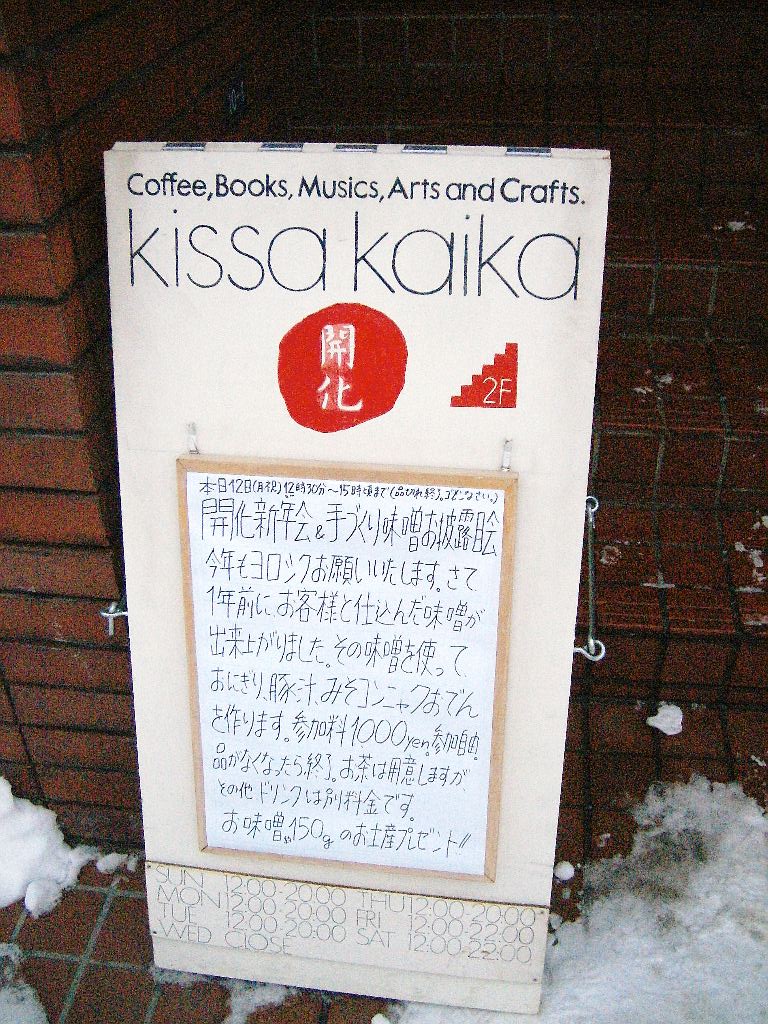 Coffee, Books, Musics, Arts and Crafts.
kissa kaika
開化
2F
本日12日(月・祝)12時30分〜15時頃まで(品切れ終了。ゴメンなさい。)
開化新年会&手づくり味噌お披露目会
今年もヨロシクお願いいたします。さて
1年前に、お客様と仕込んだ味噌が
出来上がりました。その味噌を使って、
おにぎり、豚汁、みそコンニャクおでん
を作ります。参加料1000yen。参加自由。
品がなくなったら終了。お茶は用意しますが、
その他ドリンクは別料金です。
お味噌150gのお土産プレゼント!!
SUN 12:00-20:00 THU 12:00-20:00
MON 12:00-20:00 FRI 12:00-22:00
TUE 12:00-20:00 SAT 12:00-22:00
WED CLOSE